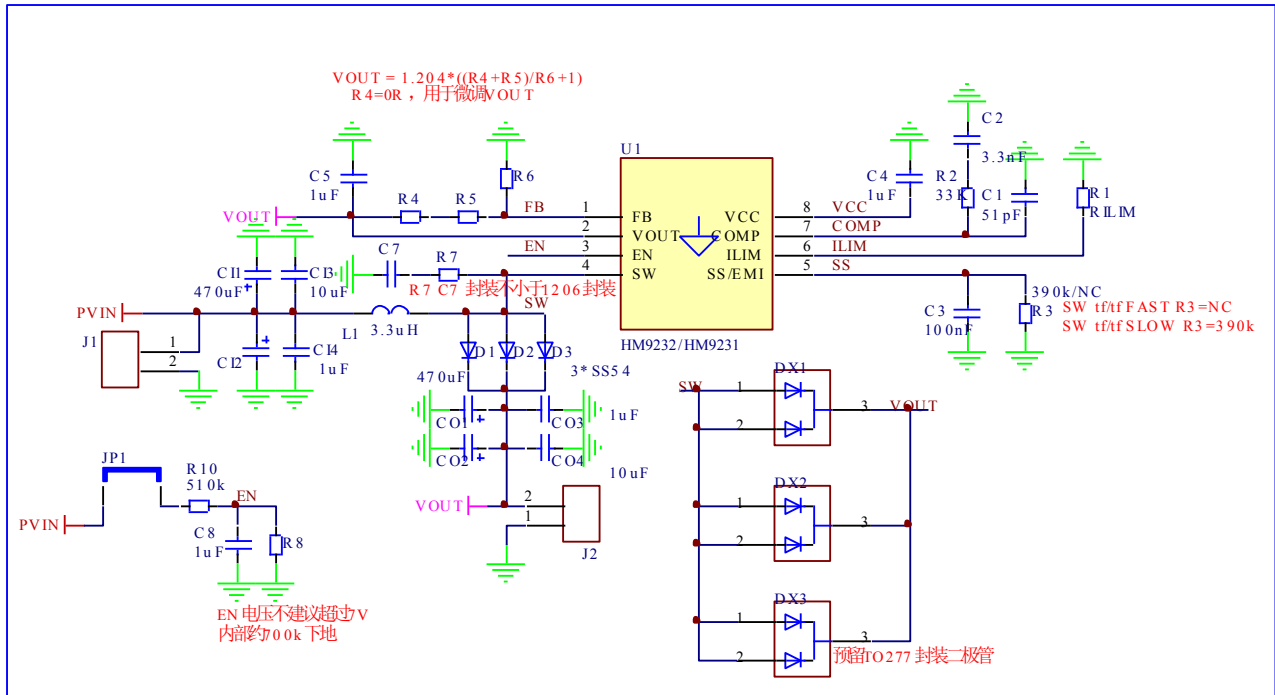 VOUT = 1.204*((R4+R5)/R6+1)
R4=0R ，用于微调VOUT
C5
1uF
R6
VOUT
R4
R5
FB
EN
C7
R7
R7 C7 封装不小于1206封装
SW
U1
1
2
3
4
FB
VOUT
EN
SW
VCC
COMP
ILIM
SS/EMI
8
7
6
5
HM9232/HM9231
VCC
COMP
ILIM
SS
C4
1uF
C2
3.3nF
R2
33K
C1
51pF
R1
RILIM
C3
100nF
390k/NC
R3
SW tf/tf FAST R3=NC
SW tf/tf SLOW R3=390k
CI1
470uF
CI3
10uF
PVIN
J1
1
2
CI2
CI4
1uF
L1
3.3uH
D1
D2
D3
3* SS54
470uF
CO1
CO3
1uF
CO2
CO4
10uF
VOUT
2
1
J2
JP1
R10
510k
EN
PVIN
C8
1uF
R8
EN 电压不建议超过7V
内部约700k 下地
SW
DX1
1
2
3
VOUT
DX2
1
2
3
DX3
1
2
3
预留TO277 封装二极管